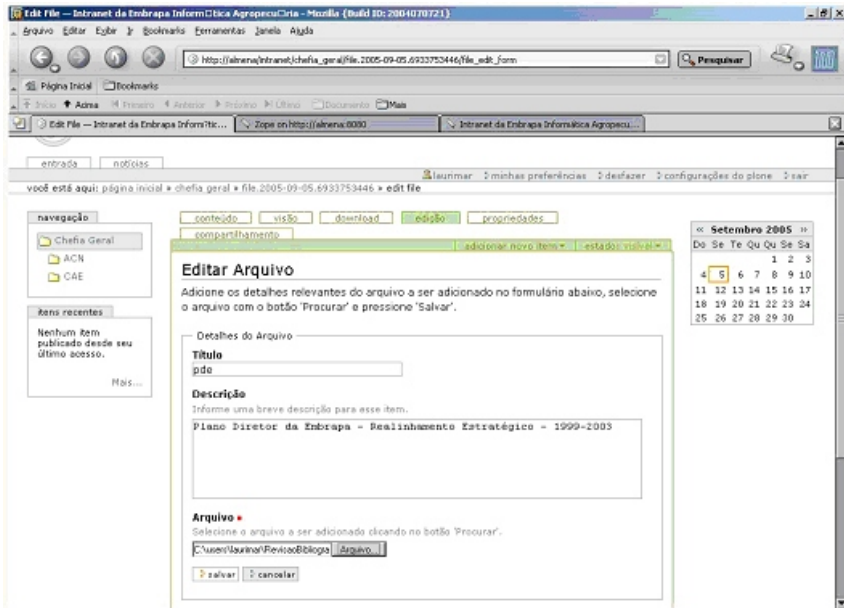 Edit File — Intranet da Embrapa Inform□tica Agropecu□ria - Mozilla {Build ID: 2004070721}
Arquivo Editar Exibir Ir Bookmarks Ferramentas Janela Ajuda
http://almena/intranet/chefia_geral/file.2005-09-05.6933753446/file_edit_form
Pesquisar
Página Inicial Bookmarks
Início Acima Primeiro Anterior Próximo Último Documento Mais
Edit File — Intranet da Embrapa Inform?tic... Zope on http://almena:8080 Intranet da Embrapa Informática Agropecu...
entrada notícias
laurimar minhas preferências desfazer configurações do plone sair
você está aqui: página inicial » chefia geral » file.2005-09-05.6933753446 » edit file
navegação
Chefia Geral
ACN
CAE
itens recentes
Nenhum item
publicado desde seu
último acesso.
Mais...
conteúdo visão download edição propriedades
compartilhamento
adicionar novo item estado: visível
Editar Arquivo
Adicione os detalhes relevantes do arquivo a ser adicionado no formulário abaixo, selecione
o arquivo com o botão 'Procurar' e pressione 'Salvar'.
Detalhes do Arquivo
Título
pde
Descrição
Informe uma breve descrição para esse item.
Plano Diretor da Embrapa - Realinhamento Estratégico - 1999-2003
Arquivo
Selecione o arquivo a ser adicionado clicando no botão 'Procurar'.
C:\users\laurimar\RevisaoBibliogra Arquivo...
salvar cancelar
« Setembro 2005 »
Do Se Te Qu Qu Se Sa
1 2 3
4 5 6 7 8 9 10
11 12 13 14 15 16 17
18 19 20 21 22 23 24
25 26 27 28 29 30